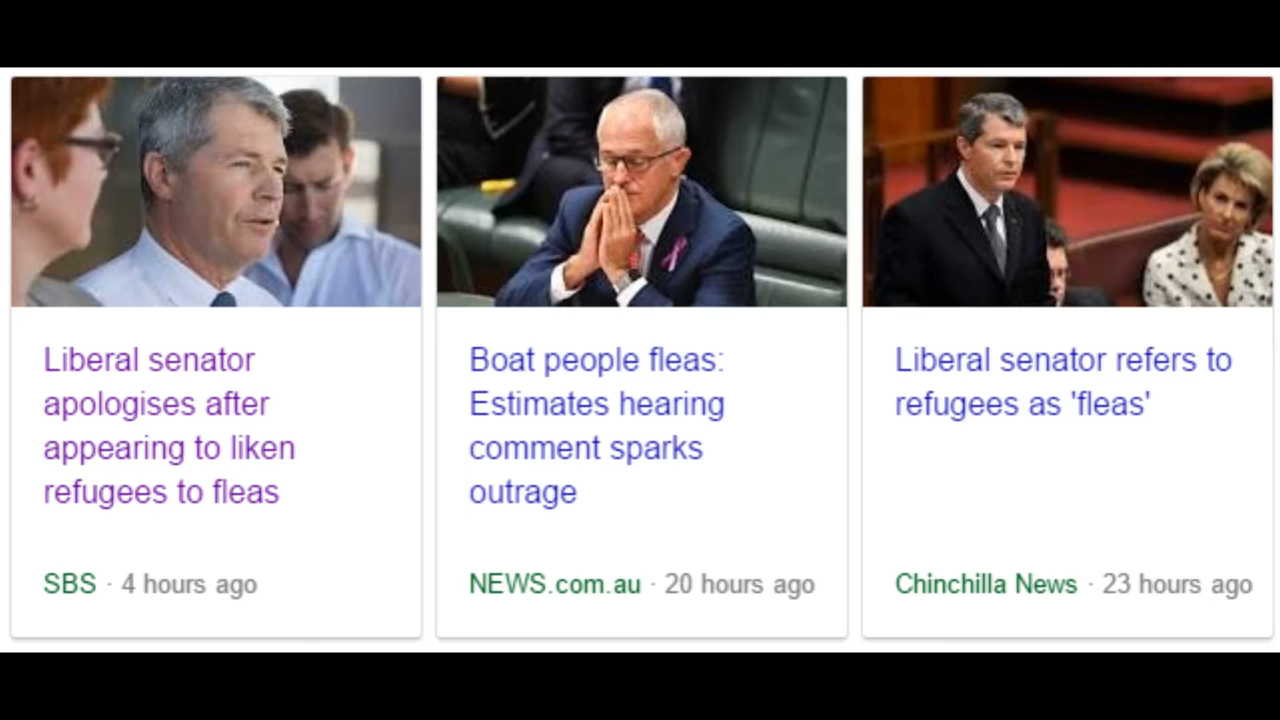 Liberal senator
apologises after
appearing to liken
refugees to fleas
SBS · 4 hours ago
Boat people fleas:
Estimates hearing
comment sparks
outrage
NEWS.com.au · 20 hours ago
Liberal senator refers to
refugees as 'fleas'
Chinchilla News · 23 hours ago